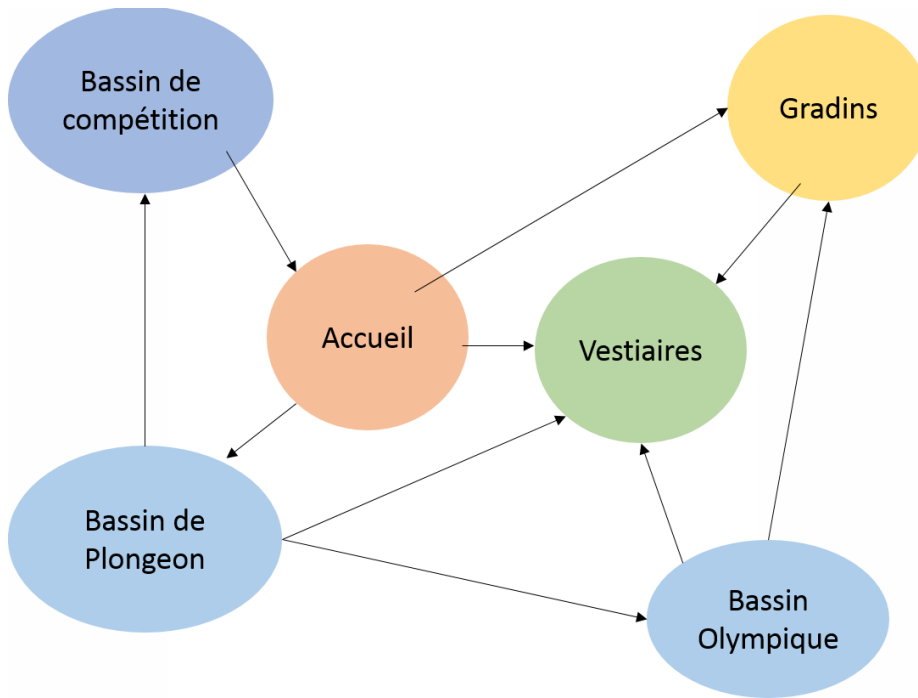 Bassin de
compétition
Gradins
Accueil
Vestiaires
Bassin de
Plongeon
Bassin
Olympique